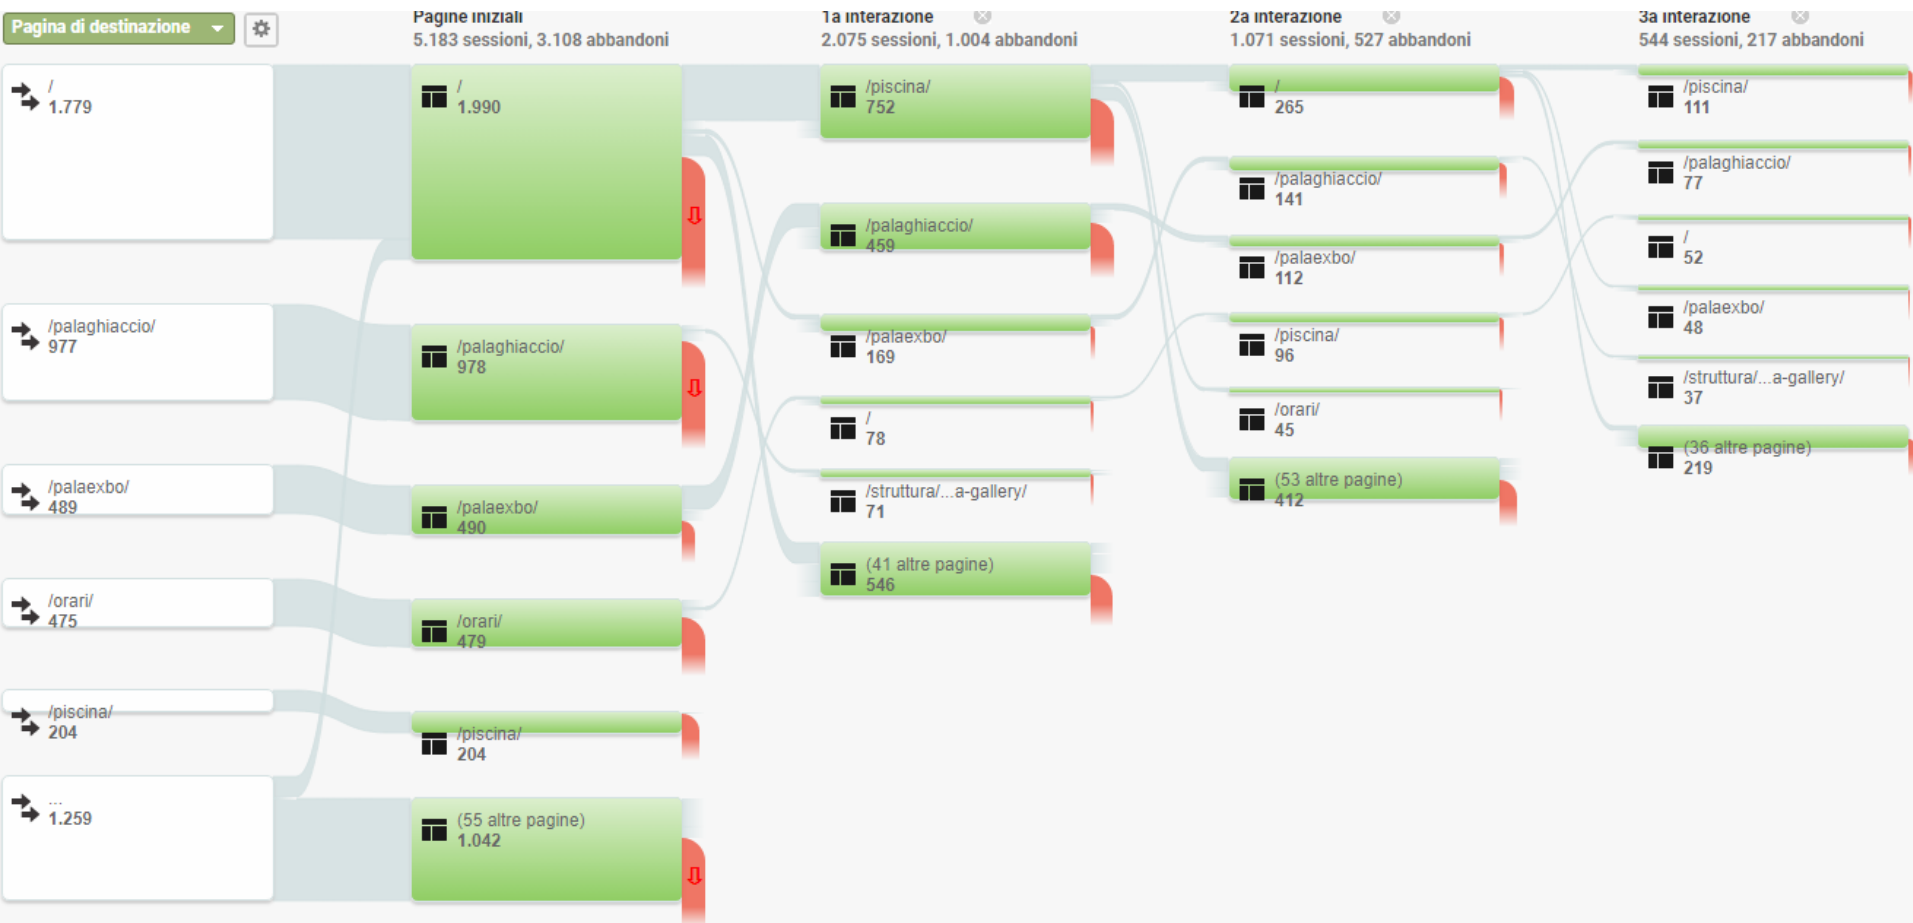 Pagina di destinazione
Pagine iniziali
5.183 sessioni, 3.108 abbandoni
1a interazione
2.075 sessioni, 1.004 abbandoni
2a interazione
1.071 sessioni, 527 abbandoni
3a interazione
544 sessioni, 217 abbandoni
/
1.779
/palaghiaccio/
977
/palaexbo/
489
/orari/
475
/piscina/
204
...
1.259
/
1.990
/palaghiaccio/
978
/palaexbo/
490
/orari/
479
/piscina/
204
(55 altre pagine)
1.042
/piscina/
752
/palaghiaccio/
459
/palaexbo/
169
/
78
/struttura/...a-gallery/
71
(41 altre pagine)
546
/
265
/palaghiaccio/
141
/palaexbo/
112
/piscina/
96
/orari/
45
(53 altre pagine)
412
/piscina/
111
/palaghiaccio/
77
/
52
/palaexbo/
48
/struttura/...a-gallery/
37
(36 altre pagine)
219